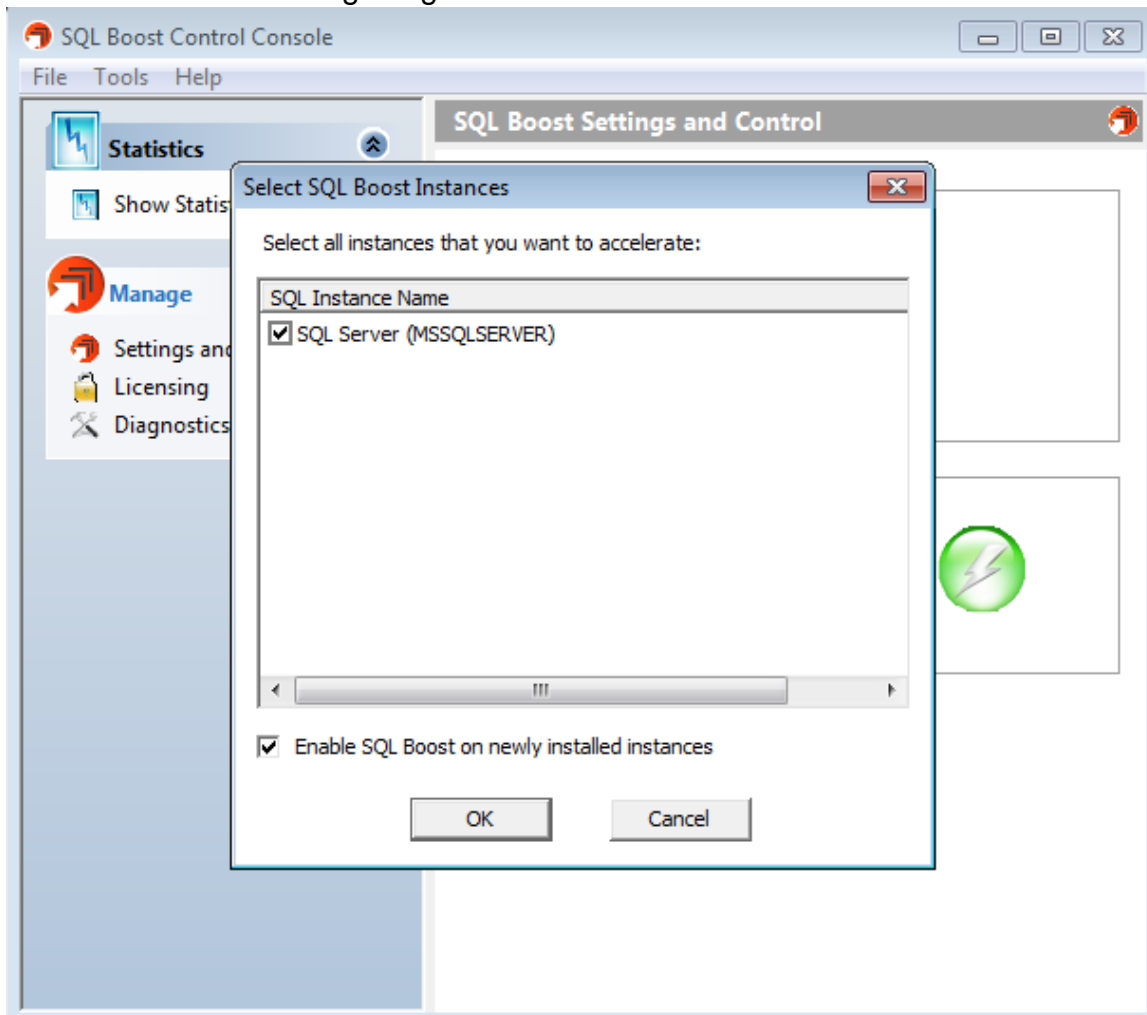 SQL Boost Control Console
File Tools Help
SQL Boost Settings and Control
Statistics
Show Statis
Manage
Settings and
Licensing
Diagnostics
Select SQL Boost Instances
Select all instances that you want to accelerate:
SQL Instance Name
SQL Server (MSSQLSERVER)
Enable SQL Boost on newly installed instances
OK Cancel